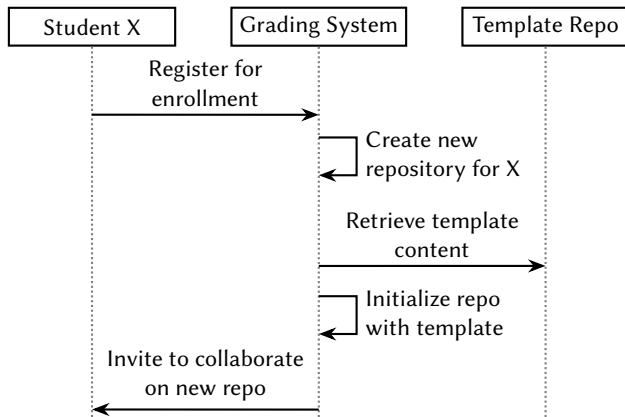 Student X
Grading System
Template Repo
Register for
enrollment
Create new
repository for X
Retrieve template
content
Initialize repo
with template
Invite to collaborate
on new repo